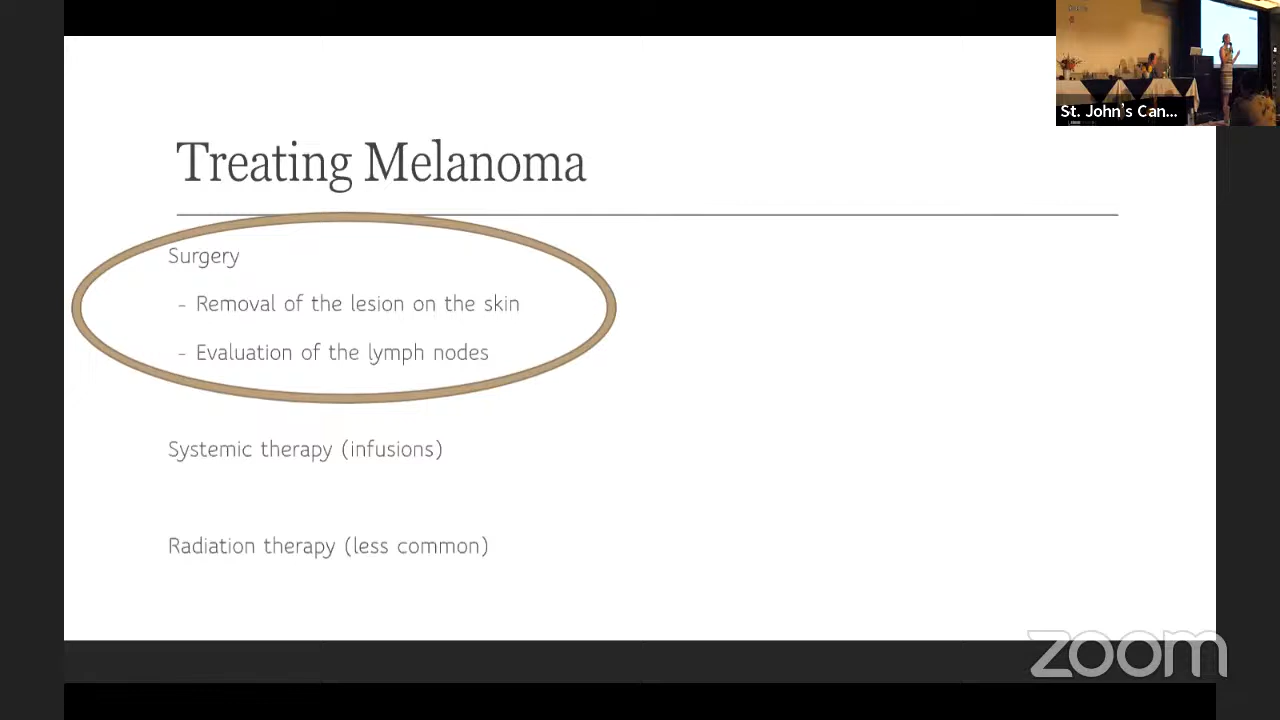 St. John's Can...
Treating Melanoma
Surgery
- Removal of the lesion on the skin
- Evaluation of the lymph nodes
Systemic therapy (infusions)
Radiation therapy (less common)
zoom